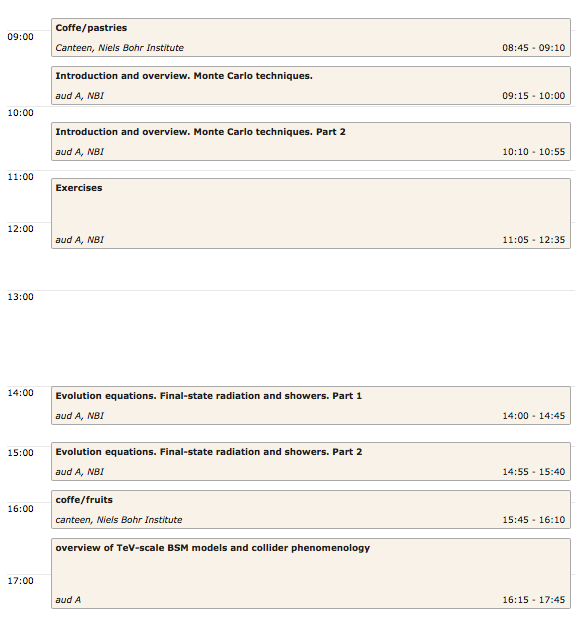 09:00
Coffe/pastries
Canteen, Niels Bohr Institute 08:45 - 09:10
Introduction and overview. Monte Carlo techniques.
aud A, NBI 09:15 - 10:00
10:00
Introduction and overview. Monte Carlo techniques. Part 2
aud A, NBI 10:10 - 10:55
11:00
Exercises
12:00
aud A, NBI 11:05 - 12:35
13:00
14:00
Evolution equations. Final-state radiation and showers. Part 1
aud A, NBI 14:00 - 14:45
15:00
Evolution equations. Final-state radiation and showers. Part 2
aud A, NBI 14:55 - 15:40
coffe/fruits
16:00
canteen, Niels Bohr Institute 15:45 - 16:10
overview of TeV-scale BSM models and collider phenomenology
17:00
aud A 16:15 - 17:45